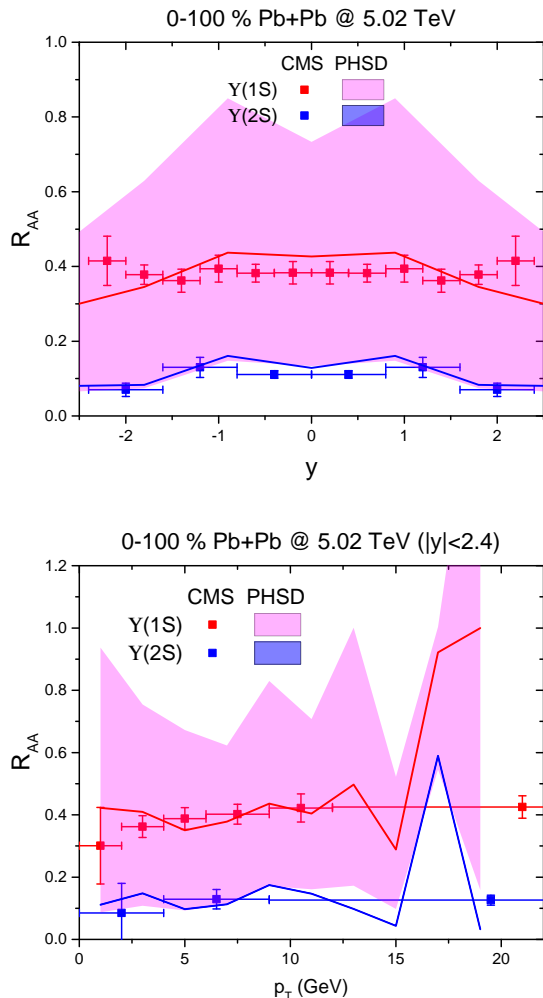 0-100 % Pb+Pb @ 5.02 TeV
CMS PHSD
ϒ(1S)
ϒ(2S)
1.0
0.8
0.6
0.4
0.2
0.0
R_AA
-2 -1 0 1 2
y
0-100 % Pb+Pb @ 5.02 TeV (|y|<2.4)
CMS PHSD
ϒ(1S)
ϒ(2S)
1.2
1.0
0.8
0.6
0.4
0.2
0.0
R_AA
0 5 10 15 20
p_T (GeV)